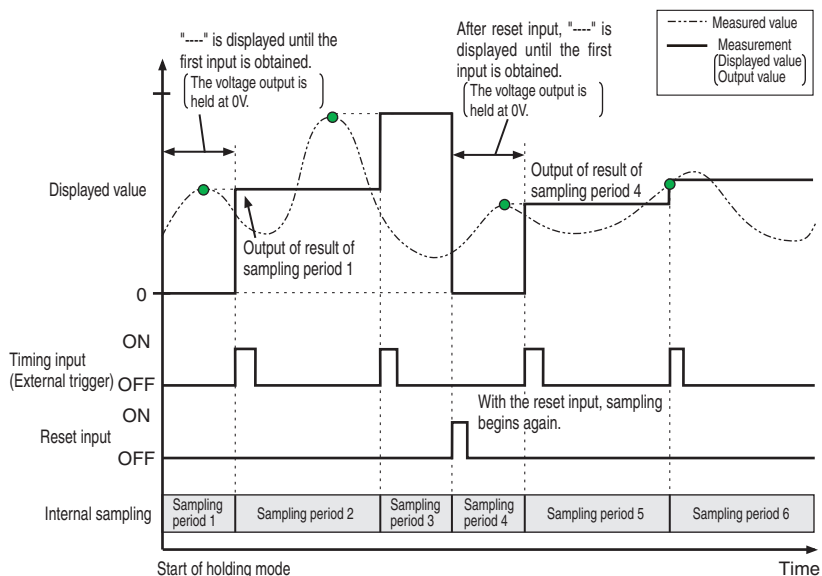 "----" is displayed until the
first input is obtained.
The voltage output is
held at 0V.
After reset input, "----" is
displayed until the first
input is obtained.
The voltage output is
held at 0V.
Measured value
Measurement
Displayed value
Output value
Displayed value
Output of result of
sampling period 1
Output of result of
sampling period 4
0
Timing input
(External trigger)
ON
OFF
With the reset input, sampling
begins again.
Reset input
ON
OFF
Internal sampling
Sampling
period 1
Sampling period 2
Sampling
period 3
Sampling
period 4
Sampling period 5
Sampling period 6
Start of holding mode
Time